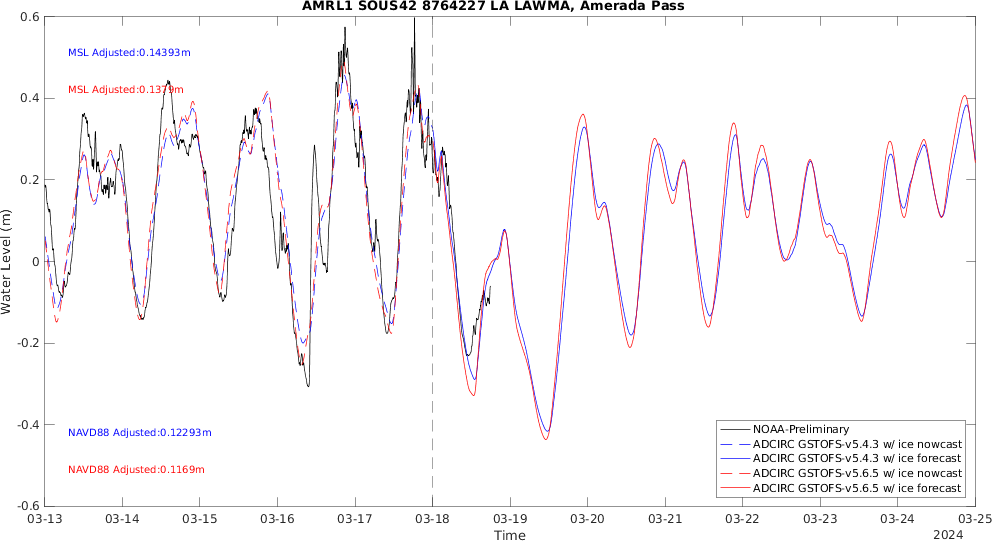 AMRL1 SOUS42 8764227 LA LAWMA, Amerada Pass
0.6
MSL Adjusted:0.14393m
MSL Adjusted:0.1379m
0.4
0.2
0
-0.2
-0.4
-0.6
Water Level (m)
NAVD88 Adjusted:0.12293m
NAVD88 Adjusted:0.1169m
NOAA-Preliminary
ADCIRC GSTOFS-v5.4.3 w/ ice nowcast
ADCIRC GSTOFS-v5.4.3 w/ ice forecast
ADCIRC GSTOFS-v5.6.5 w/ ice nowcast
ADCIRC GSTOFS-v5.6.5 w/ ice forecast
03-13 03-14 03-15 03-16 03-17 03-18 03-19 03-20 03-21 03-22 03-23 03-24 03-25
Time
2024